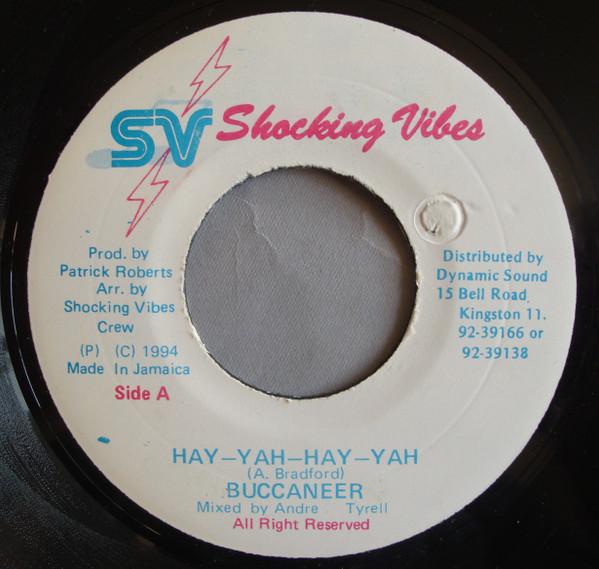 SV Shocking Vibes
Prod. by
Patrick Roberts
Arr. by
Shocking Vibes
Crew
(P) (C) 1994
Made In Jamaica
Side A
Distributed by
Dynamic Sound
15 Bell Road
Kingston 11.
92-39166 or
92-39138
HAY-YAH-HAY-YAH
(A. Bradford)
BUCCANEER
Mixed by Andre Tyrell
All Right Reserved